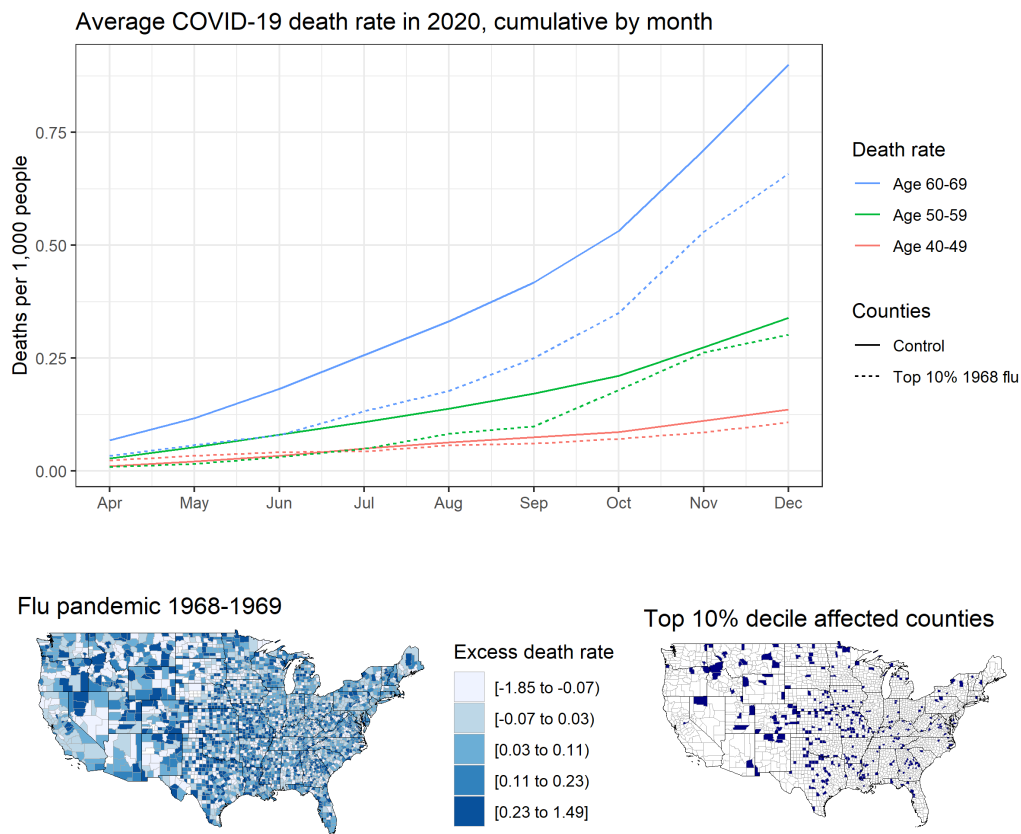 Average COVID-19 death rate in 2020, cumulative by month
Deaths per 1,000 people
0.75
0.50
0.25
0.00
Apr May Jun Jul Aug Sep Oct Nov Dec
Death rate
Age 60-69
Age 50-59
Age 40-49
Counties
Control
Top 10% 1968 flu
Flu pandemic 1968-1969
Excess death rate
[-1.85 to -0.07)
[-0.07 to 0.03)
[0.03 to 0.11)
[0.11 to 0.23)
[0.23 to 1.49]
Top 10% decile affected counties